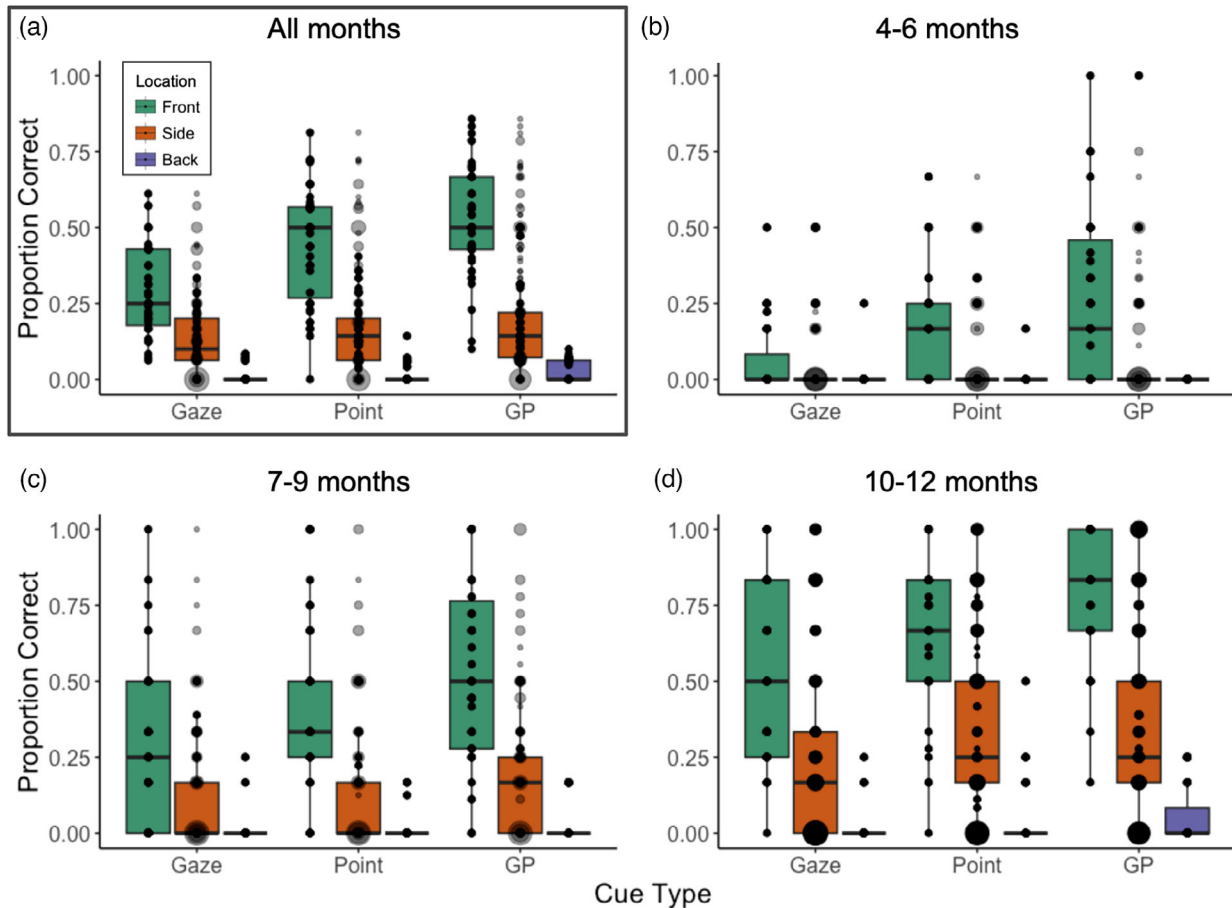 (a)
All months
Location
Front
Side
Back
1.00
0.75
0.50
0.25
0.00
Proportion Correct
Gaze Point GP
(b)
4-6 months
1.00
0.75
0.50
0.25
0.00
Gaze Point GP
(c)
7-9 months
1.00
0.75
0.50
0.25
0.00
Proportion Correct
Gaze Point GP
(d)
10-12 months
1.00
0.75
0.50
0.25
0.00
Gaze Point GP
Cue Type